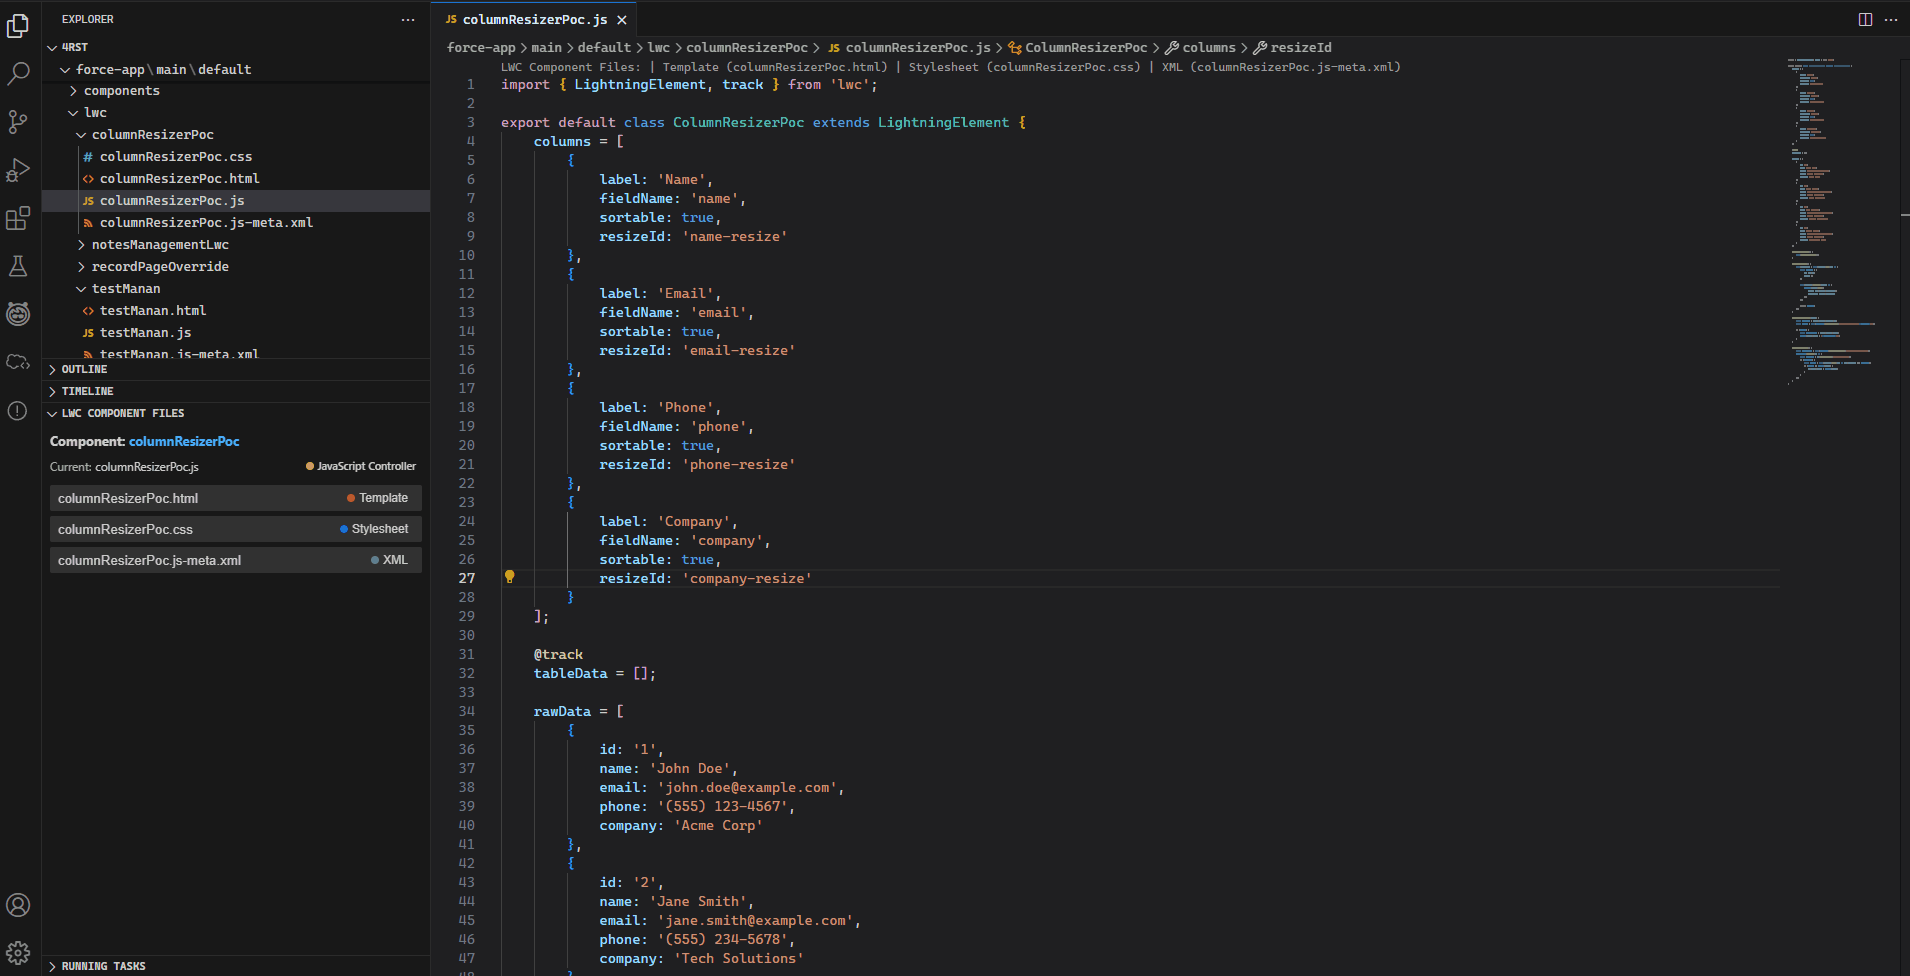 EXPLORER
4RST
force-app\main\default
components
lwc
columnResizerPoc
columnResizerPoc.css
columnResizerPoc.html
JS columnResizerPoc.js
columnResizerPoc.js-meta.xml
notesManagementLwc
recordPageOverride
testManan
testManan.html
JS testManan.js
testManan.js-meta.xml
OUTLINE
TIMELINE
LWC COMPONENT FILES
Component: columnResizerPoc
Current: columnResizerPoc.js JavaScript Controller
columnResizerPoc.html Template
columnResizerPoc.css Stylesheet
columnResizerPoc.js-meta.xml XML
RUNNING TASKS
JS columnResizerPoc.js
force-app > main > default > lwc > columnResizerPoc > JS columnResizerPoc.js > ColumnResizerPoc > columns > resizeId
LWC Component Files: | Template (columnResizerPoc.html) | Stylesheet (columnResizerPoc.css) | XML (columnResizerPoc.js-meta.xml)
1 import { LightningElement, track } from 'lwc';
2
3 export default class ColumnResizerPoc extends LightningElement {
4 columns = [
5 {
6 label: 'Name',
7 fieldName: 'name',
8 sortable: true,
9 resizeId: 'name-resize'
10 },
11 {
12 label: 'Email',
13 fieldName: 'email',
14 sortable: true,
15 resizeId: 'email-resize'
16 },
17 {
18 label: 'Phone',
19 fieldName: 'phone',
20 sortable: true,
21 resizeId: 'phone-resize'
22 },
23 {
24 label: 'Company',
25 fieldName: 'company',
26 sortable: true,
27 resizeId: 'company-resize'
28 }
29 ];
30
31 @track
32 tableData = [];
33
34 rawData = [
35 {
36 id: '1',
37 name: 'John Doe',
38 email: 'john.doe@example.com',
39 phone: '(555) 123-4567',
40 company: 'Acme Corp'
41 },
42 {
43 id: '2',
44 name: 'Jane Smith',
45 email: 'jane.smith@example.com',
46 phone: '(555) 234-5678',
47 company: 'Tech Solutions'